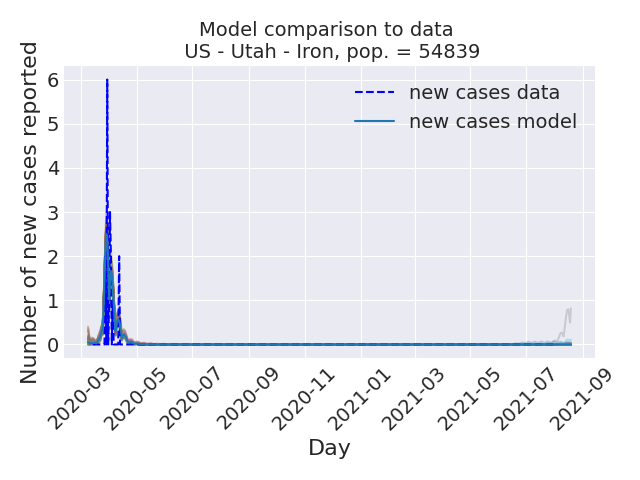 Model comparison to data
US - Utah - Iron, pop. = 54839
new cases data
new cases model
Number of new cases reported
6
5
4
3
2
1
0
2020-03
2020-05
2020-07
2020-09
2020-11
2021-01
2021-03
2021-05
2021-07
2021-09
Day